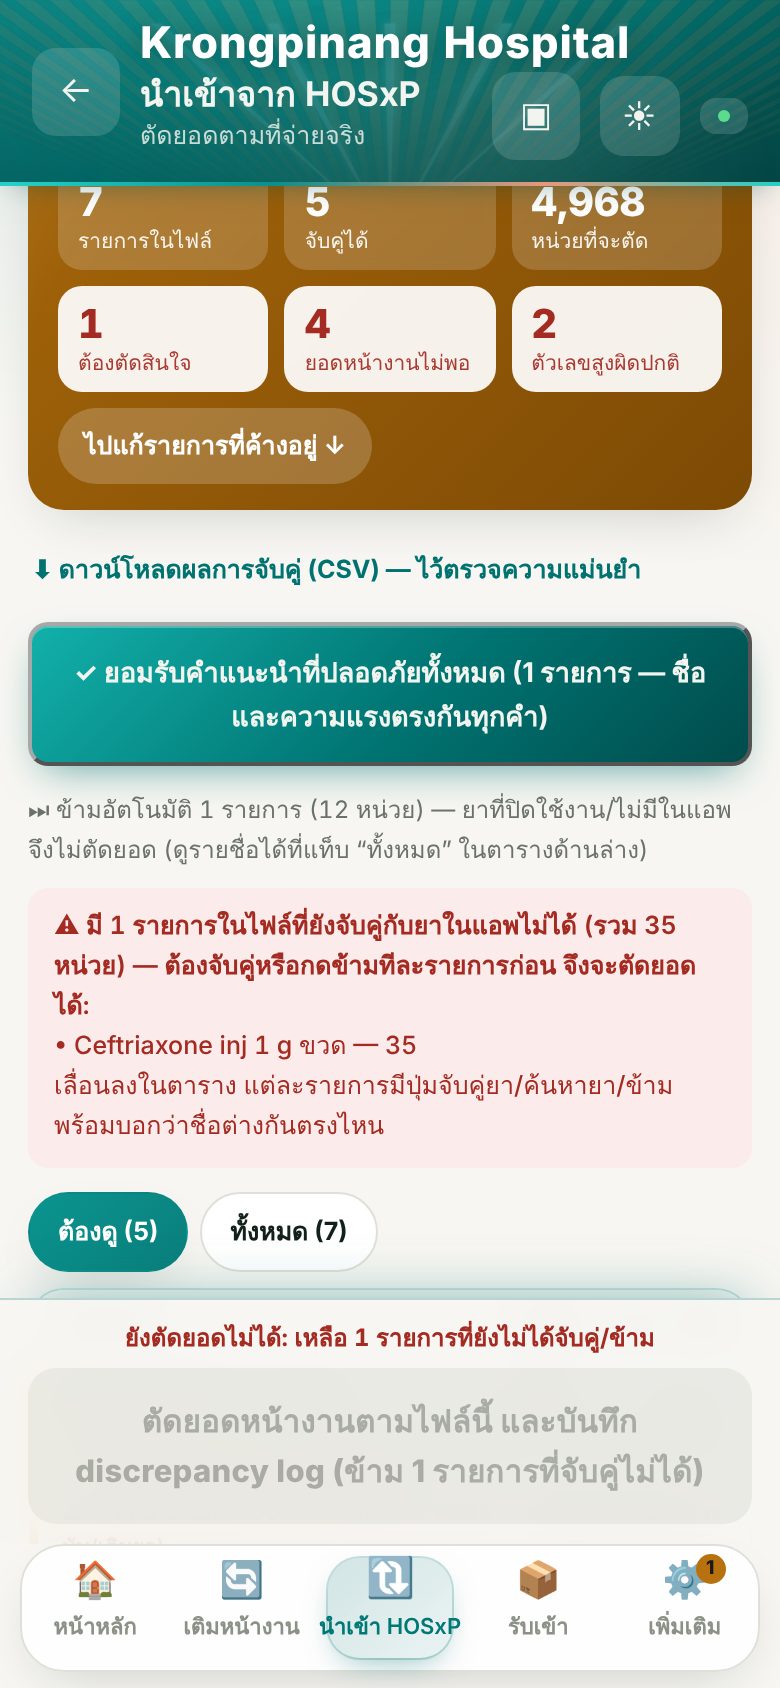 Krongpinang Hospital
←
นำเข้าจาก HOSxP
ตัดยอดตามที่จ่ายจริง
7
รายการในไฟล์
5
จับคู่ได้
4,968
หน่วยที่จะตัด
1
ต้องตัดสินใจ
4
ยอดหน้างานไม่พอ
2
ตัวเลขสูงผิดปกติ
ไปแก้รายการที่ค้างอยู่ ↓
⬇ ดาวน์โหลดผลการจับคู่ (CSV) — ไว้ตรวจความแม่นยำ
✓ ยอมรับคำแนะนำที่ปลอดภัยทั้งหมด (1 รายการ — ชื่อ
และความแรงตรงกันทุกคำ)
⏭ ข้ามอัตโนมัติ 1 รายการ (12 หน่วย) — ยาที่ปิดใช้งาน/ไม่มีในแอพ
จึงไม่ตัดยอด (ดูรายชื่อได้ที่แท็บ “ทั้งหมด” ในตารางด้านล่าง)
⚠ มี 1 รายการในไฟล์ที่ยังจับคู่กับยาในแอพไม่ได้ (รวม 35
หน่วย) — ต้องจับคู่หรือกดข้ามทีละรายการก่อน จึงจะตัดยอด
ได้:
• Ceftriaxone inj 1 g ขวด — 35
เลื่อนลงในตาราง แต่ละรายการมีปุ่มจับคู่ยา/ค้นหายา/ข้าม
พร้อมบอกว่าชื่อต่างกันตรงไหน
ต้องดู (5)
ทั้งหมด (7)
ยังตัดยอดไม่ได้: เหลือ 1 รายการที่ยังไม่ได้จับคู่/ข้าม
ตัดยอดหน้างานตามไฟล์นี้ และบันทึก
discrepancy log (ข้าม 1 รายการที่จับคู่ไม่ได้)
หน้าหลัก
เติมหน้างาน
นำเข้า HOSxP
รับเข้า
1
เพิ่มเติม